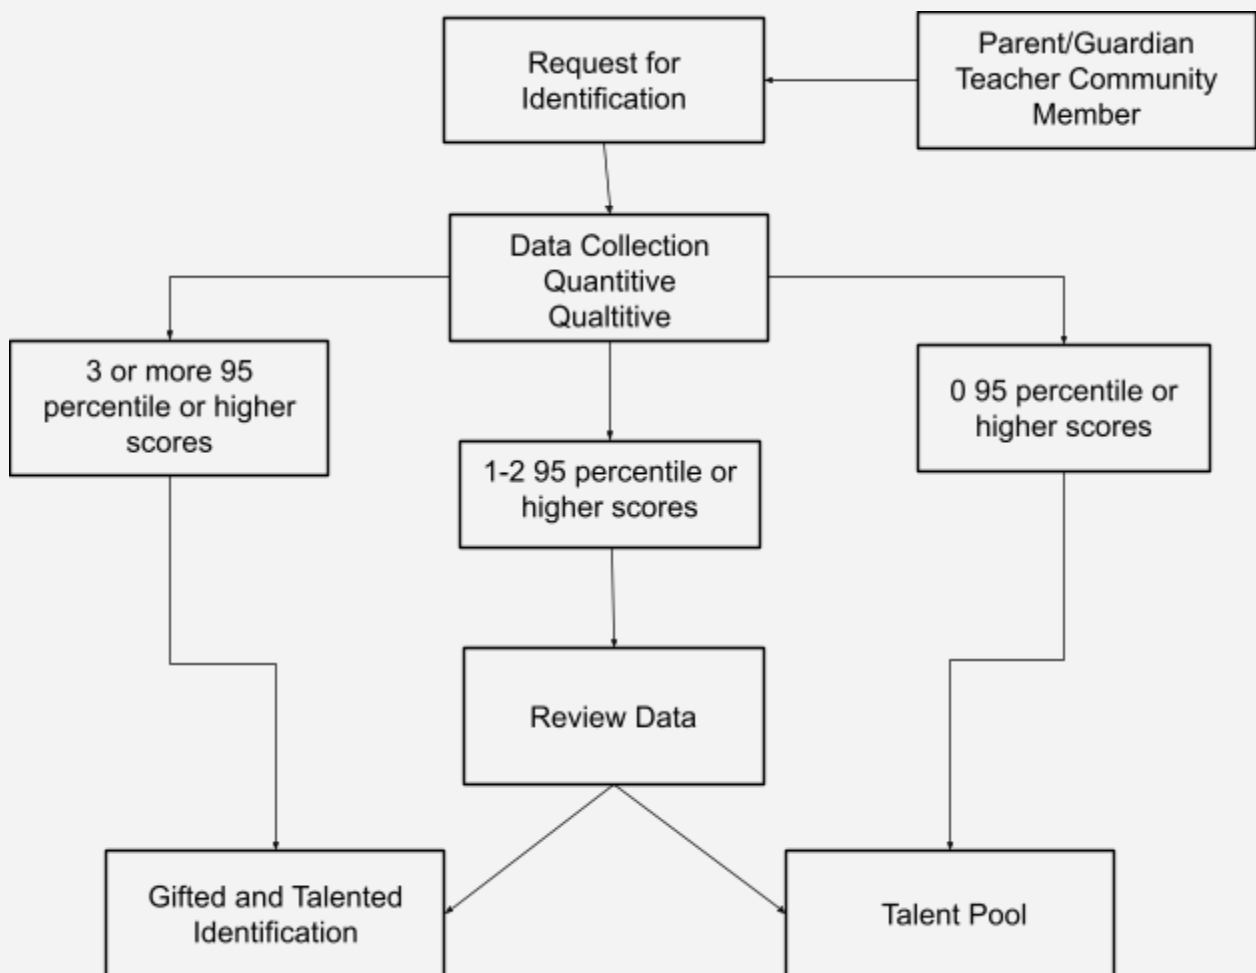 Request for
Identification
Parent/Guardian
Teacher Community
Member
Data Collection
Quantitive
Qualtitive
3 or more 95
percentile or higher
scores
1-2 95 percentile or
higher scores
0 95 percentile or
higher scores
Review Data
Gifted and Talented
Identification
Talent Pool